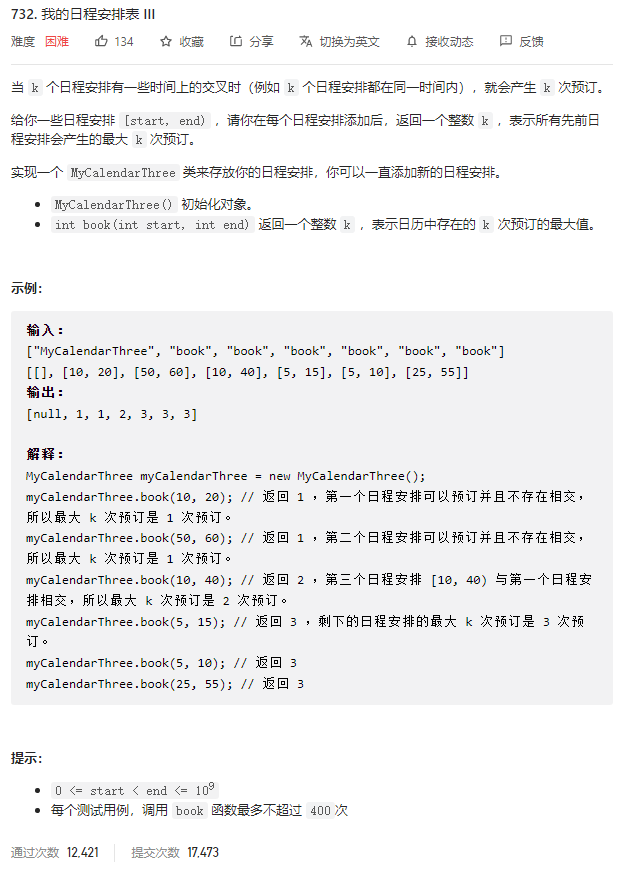 732. 我的日程安排表 III
难度 困难 134 收藏 分享 切换为英文 接收动态 反馈
当 k 个日程安排有一些时间上的交叉时（例如 k 个日程安排都在同一时间内），就会产生 k 次预订。
给你一些日程安排 [start, end) ，请你在每个日程安排添加后，返回一个整数 k ，表示所有先前日
程安排会产生的最大 k 次预订。
实现一个 MyCalendarThree 类来存放你的日程安排，你可以一直添加新的日程安排。
• MyCalendarThree() 初始化对象。
• int book(int start, int end) 返回一个整数 k ，表示日历中存在的 k 次预订的最大值。
示例：
输入：
["MyCalendarThree", "book", "book", "book", "book", "book", "book"]
[[], [10, 20], [50, 60], [10, 40], [5, 15], [5, 10], [25, 55]]
输出：
[null, 1, 1, 2, 3, 3, 3]
解释：
MyCalendarThree myCalendarThree = new MyCalendarThree();
myCalendarThree.book(10, 20); // 返回 1 ，第一个日程安排可以预订并且不存在相交，
所以最大 k 次预订是 1 次预订。
myCalendarThree.book(50, 60); // 返回 1 ，第二个日程安排可以预订并且不存在相交，
所以最大 k 次预订是 1 次预订。
myCalendarThree.book(10, 40); // 返回 2 ，第三个日程安排 [10, 40) 与第一个日程安
排相交，所以最大 k 次预订是 2 次预订。
myCalendarThree.book(5, 15); // 返回 3 ，剩下的日程安排的最大 k 次预订是 3 次预
订。
myCalendarThree.book(5, 10); // 返回 3
myCalendarThree.book(25, 55); // 返回 3
提示：
• 0 <= start < end <= 10⁹
• 每个测试用例，调用 book 函数最多不超过 400 次
通过次数 12,421 提交次数 17,473